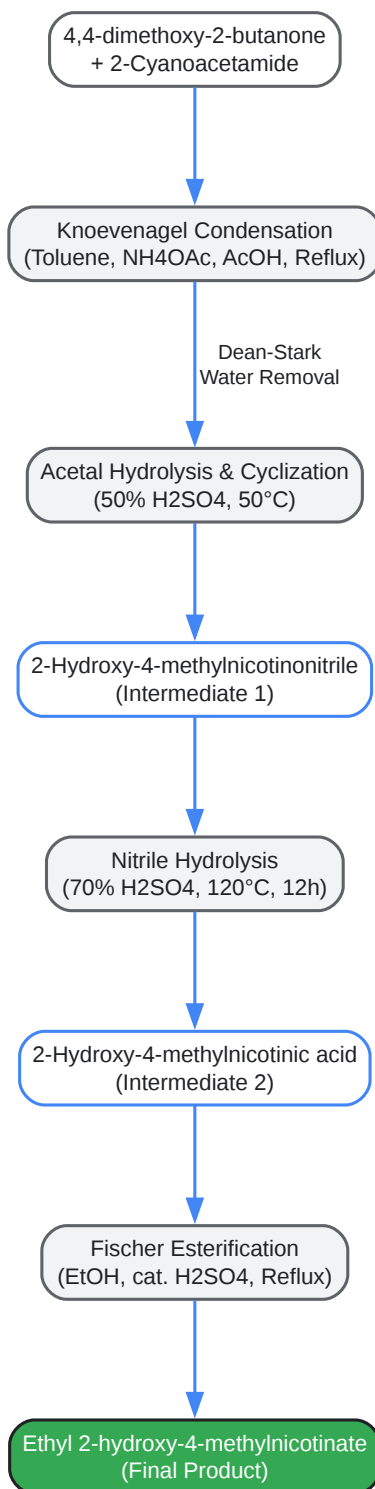 4,4-dimethoxy-2-butanone
+ 2-Cyanoacetamide
Knoevenagel Condensation
(Toluene, NH4OAc, AcOH, Reflux)
Dean-Stark
Water Removal
Acetal Hydrolysis & Cyclization
(50% H2SO4, 50°C)
2-Hydroxy-4-methylnicotinonitrile
(Intermediate 1)
Nitrile Hydrolysis
(70% H2SO4, 120°C, 12h)
2-Hydroxy-4-methylnicotinic acid
(Intermediate 2)
Fischer Esterification
(EtOH, cat. H2SO4, Reflux)
Ethyl 2-hydroxy-4-methylnicotinate
(Final Product)